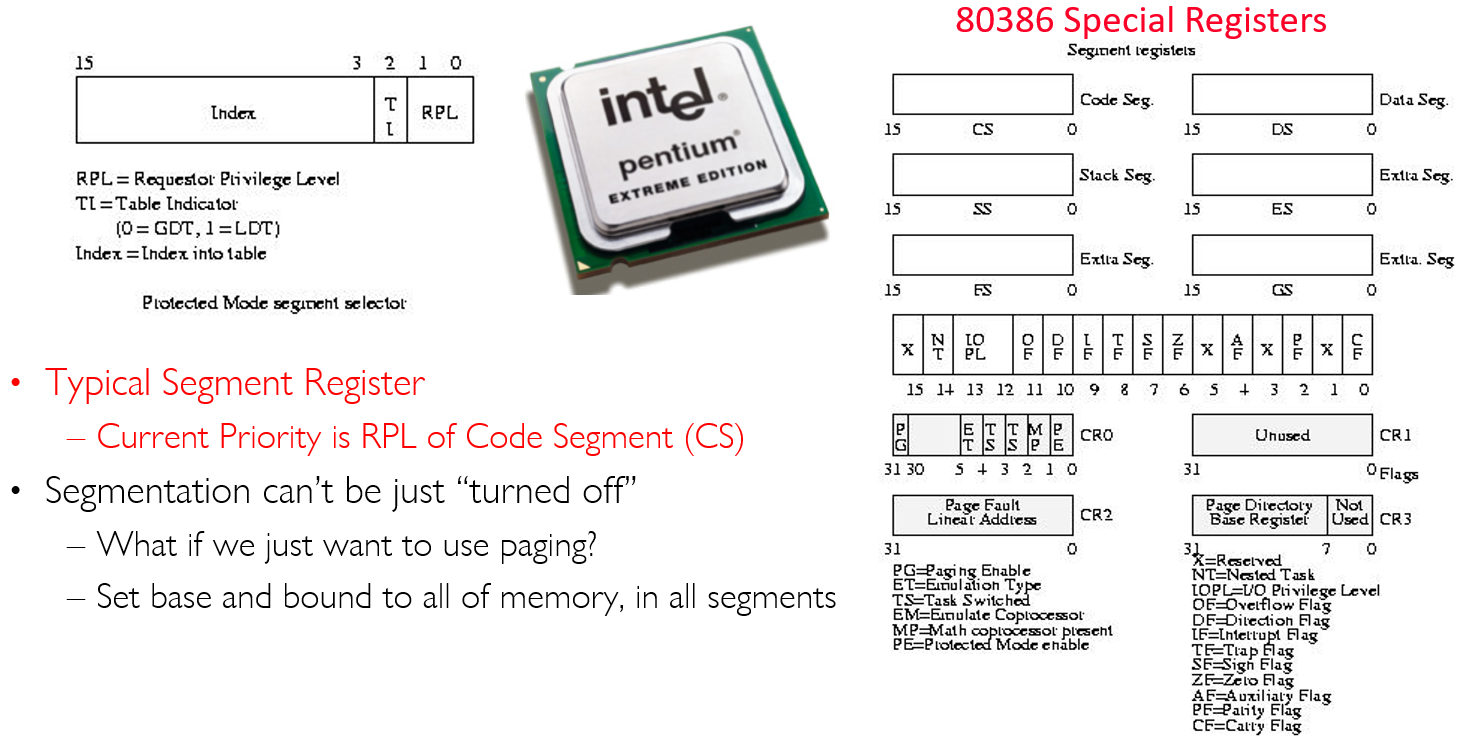 80386 Special Registers
15 3 2 1 0
Index TI RPL
RPL = Requestor Privilege Level
TI = Table Indicator
(0 = GDT, 1 = LDT)
Index = Index into table
Protected Mode segment selector
intel®
pentium®
EXTREME EDITION
• Typical Segment Register
– Current Priority is RPL of Code Segment (CS)
• Segmentation can’t be just “turned off”
– What if we just want to use paging?
– Set base and bound to all of memory, in all segments
Segment registers
Code Seg. Data Seg.
15 CS 0 15 DS 0
Stack Seg. Extra Seg.
15 SS 0 15 ES 0
Extra Seg. Extra. Seg
15 FS 0 15 GS 0
X NT IOPL OF DF IF TF SF ZF X AF X PF X CF
15 14 13 12 11 10 9 8 7 6 5 4 3 2 1 0
PG ET TS TS MP PE CR0 Unused CR1
31 30 5 4 3 2 1 0 31 0 Flags
Page Fault
Linear Address CR2
Page Directory
Base Register
Not
Used CR3
31 0 31 7 0
PG=Paging Enable
ET=Emulation Type
TS=Task Switched
EM=Emulate Coprocessor
MP=Math coprocessor present
PE=Protected Mode enable
X=Reserved
NT=Nested Task
IOPL=I/O Privilege Level
OF=Overflow Flag
DF=Direction Flag
IF=Interrupt Flag
TF=Trap Flag
SF=Sign Flag
ZF=Zero Flag
AF=Auxiliary Flag
PF=Parity Flag
CF=Carry Flag